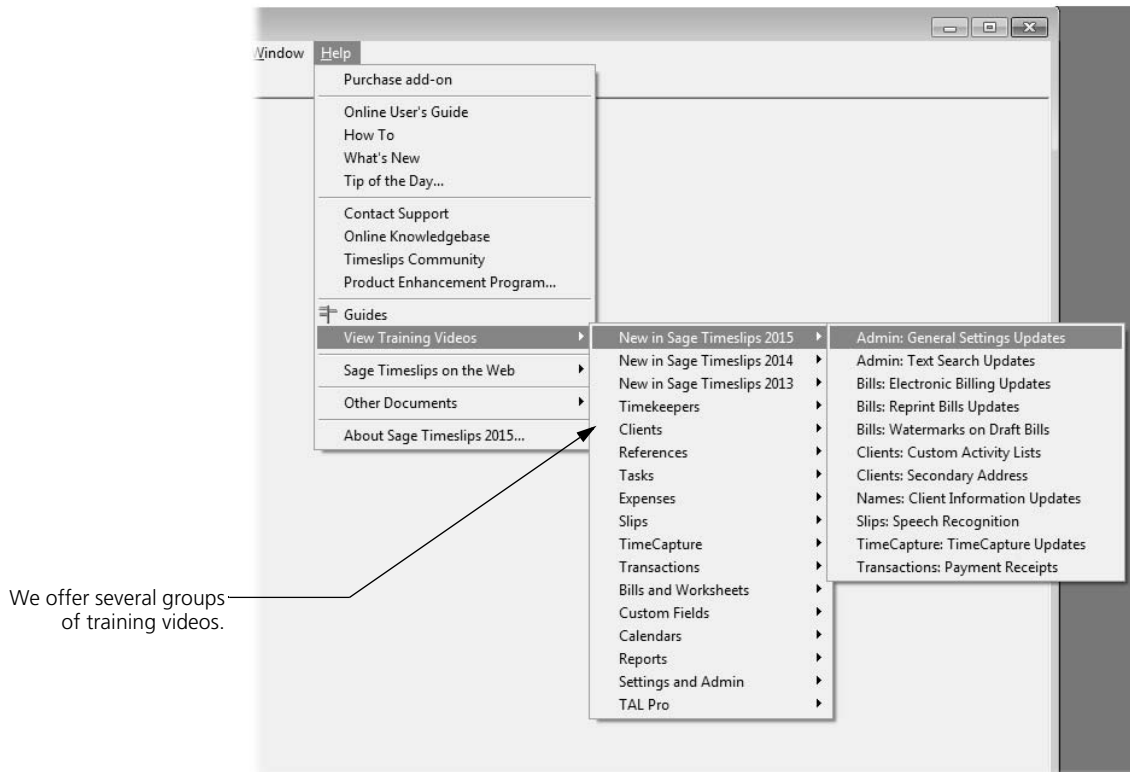 Window Help
Purchase add-on
Online User's Guide
How To
What's New
Tip of the Day...
Contact Support
Online Knowledgebase
Timeslips Community
Product Enhancement Program...
Guides
View Training Videos
Sage Timeslips on the Web
Other Documents
About Sage Timeslips 2015...
New in Sage Timeslips 2015
New in Sage Timeslips 2014
New in Sage Timeslips 2013
Timekeepers
Clients
References
Tasks
Expenses
Slips
TimeCapture
Transactions
Bills and Worksheets
Custom Fields
Calendars
Reports
Settings and Admin
TAL Pro
Admin: General Settings Updates
Admin: Text Search Updates
Bills: Electronic Billing Updates
Bills: Reprint Bills Updates
Bills: Watermarks on Draft Bills
Clients: Custom Activity Lists
Clients: Secondary Address
Names: Client Information Updates
Slips: Speech Recognition
TimeCapture: TimeCapture Updates
Transactions: Payment Receipts
We offer several groups
of training videos.